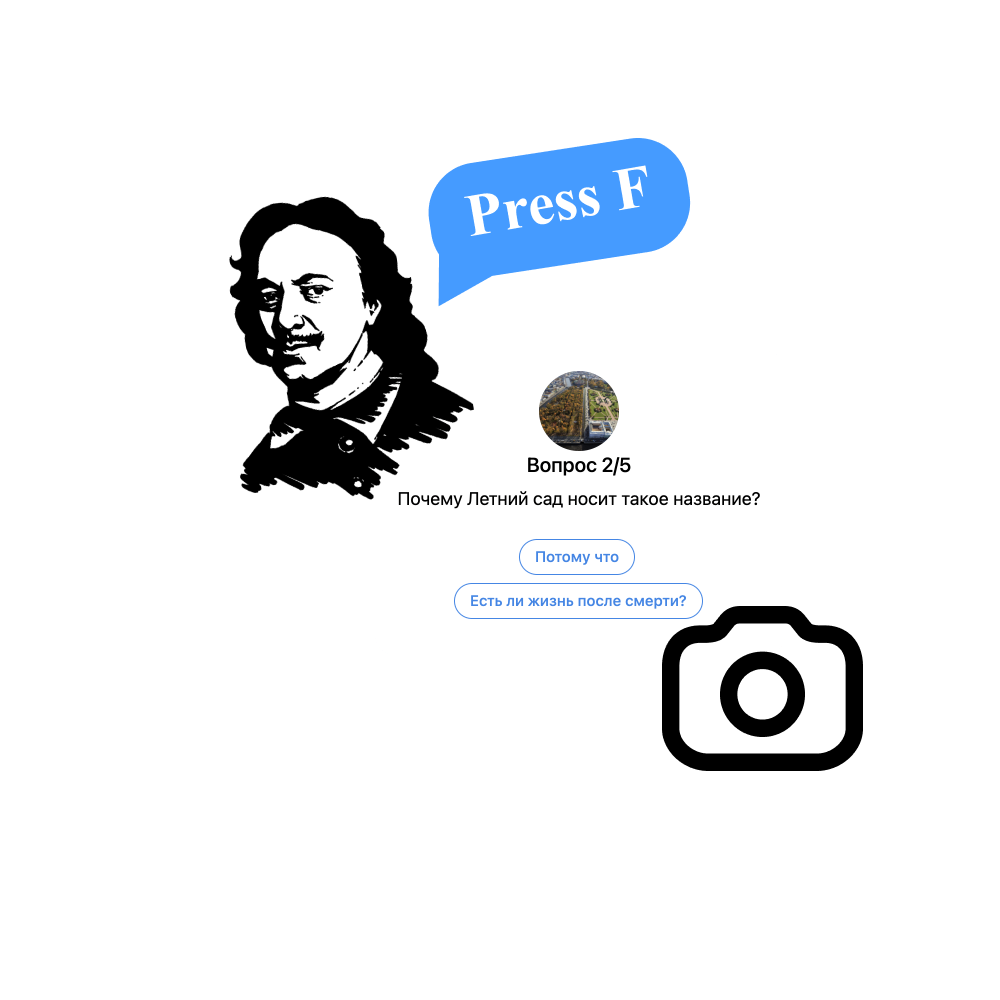 Press F
Вопрос 2/5
Почему Летний сад носит такое название?
Потому что
Есть ли жизнь после смерти?